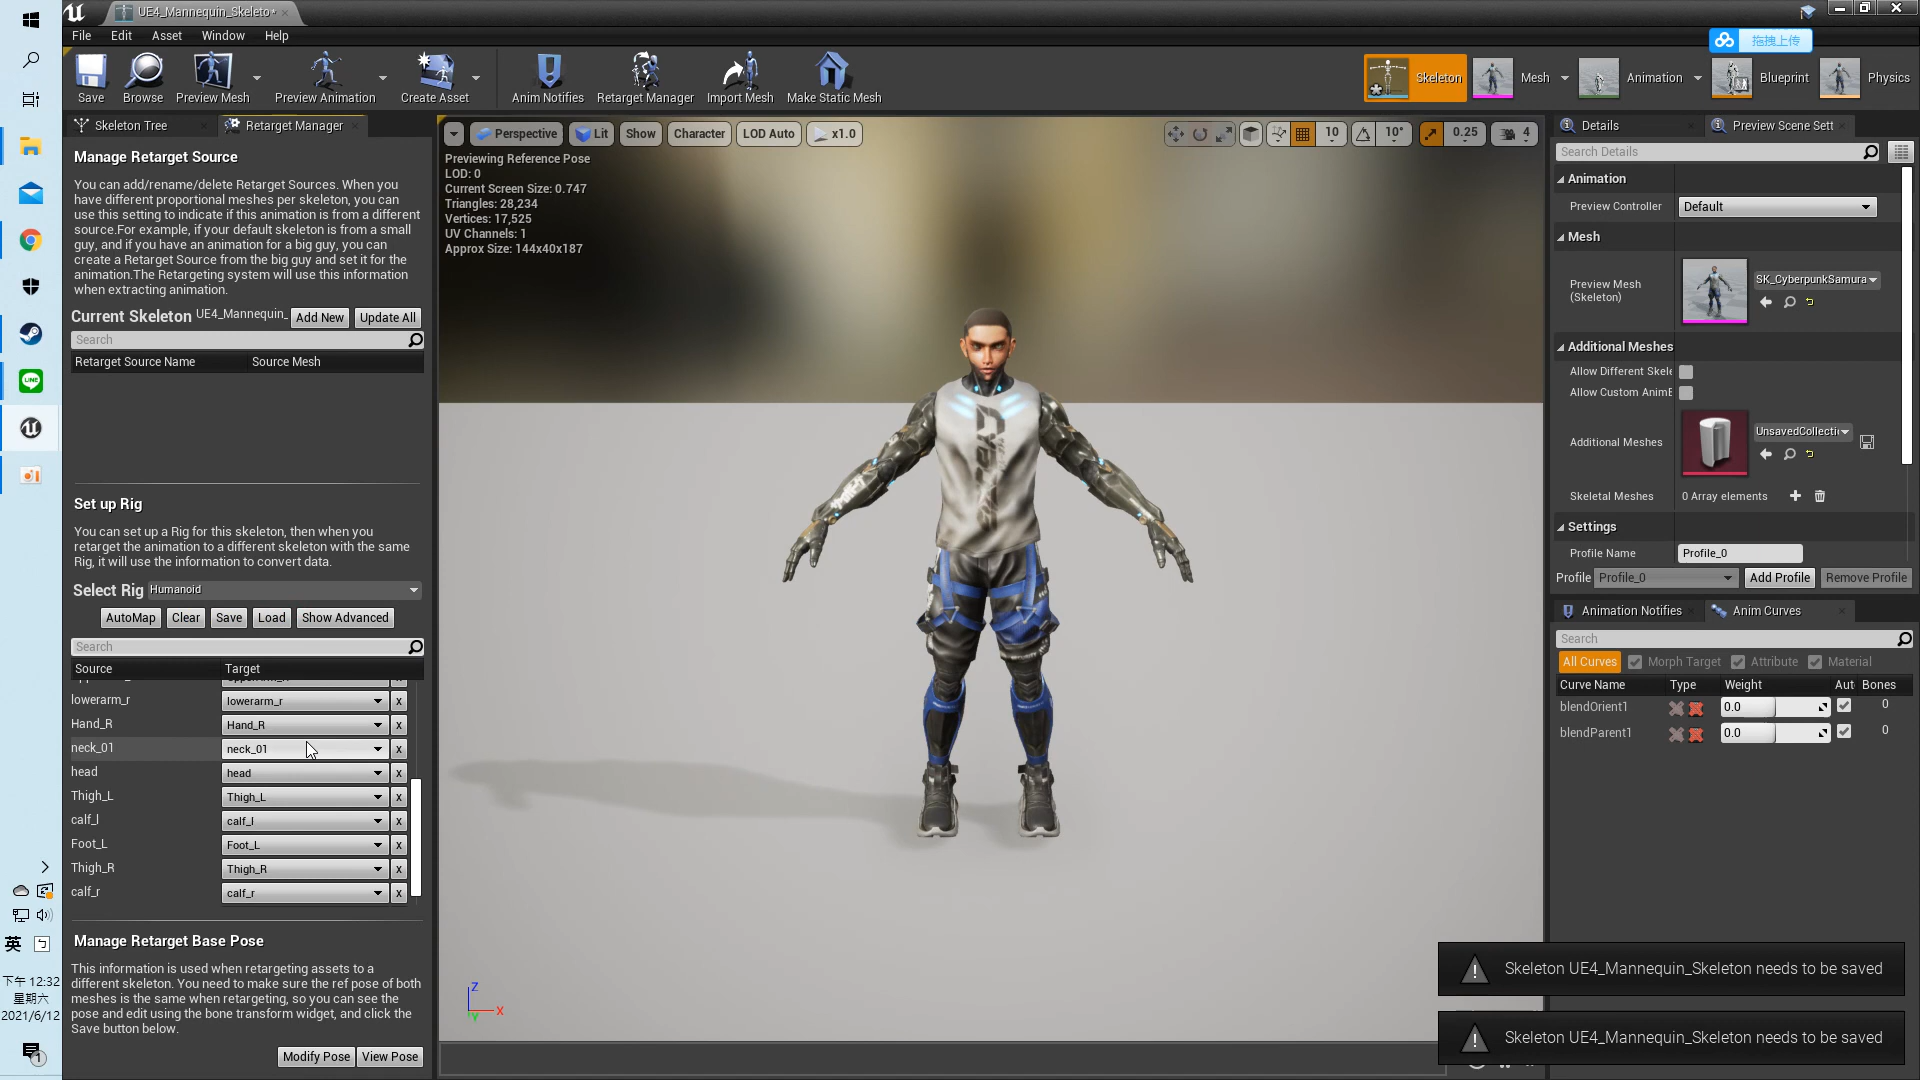 UE4_Mannequin_Skeleto*
File Edit Asset Window Help
拖拽上传
Save Browse Preview Mesh Preview Animation Create Asset Anim Notifies Retarget Manager Import Mesh Make Static Mesh
Skeleton Mesh Animation Blueprint Physics
Skeleton Tree Retarget Manager
Manage Retarget Source
You can add/rename/delete Retarget Sources. When you
have different proportional meshes per skeleton, you can
use this setting to indicate if this animation is from a different
source.For example, if your default skeleton is from a small
guy, and if you have an animation for a big guy, you can
create a Retarget Source from the big guy and set it for the
animation.The Retargeting system will use this information
when extracting animation.
Current Skeleton UE4_Mannequin_ Add New Update All
Search
Retarget Source Name Source Mesh
Set up Rig
You can set up a Rig for this skeleton, then when you
retarget the animation to a different skeleton with the same
Rig, it will use the information to convert data.
Select Rig Humanoid
AutoMap Clear Save Load Show Advanced
Search
Source Target
lowerarm_r lowerarm_r x
Hand_R Hand_R x
neck_01 neck_01 x
head head x
Thigh_L Thigh_L x
calf_l calf_l x
Foot_L Foot_L x
Thigh_R Thigh_R x
calf_r calf_r x
Manage Retarget Base Pose
This information is used when retargeting assets to a
different skeleton. You need to make sure the ref pose of both
meshes is the same when retargeting, so you can see the
pose and edit using the bone transform widget, and click the
Save button below.
Modify Pose View Pose
Perspective Lit Show Character LOD Auto x1.0
10 10° 0.25 4
Previewing Reference Pose
LOD: 0
Current Screen Size: 0.747
Triangles: 28,234
Vertices: 17,525
UV Channels: 1
Approx Size: 144x40x187
Z
X
Y
Details Preview Scene Sett
Search Details
Animation
Preview Controller Default
Mesh
Preview Mesh
(Skeleton)
SK_CyberpunkSamura
Additional Meshes
Allow Different Skele
Allow Custom AnimB
Additional Meshes UnsavedCollecti
Skeletal Meshes 0 Array elements
Settings
Profile Name Profile_0
Profile Profile_0 Add Profile Remove Profile
Animation Notifies Anim Curves
Search
All Curves Morph Target Attribute Material
Curve Name Type Weight Aut Bones
blendOrient1 0.0 0
blendParent1 0.0 0
Skeleton UE4_Mannequin_Skeleton needs to be saved
Skeleton UE4_Mannequin_Skeleton needs to be saved
LINE
英
下午 12:32
星期六
2021/6/12
1